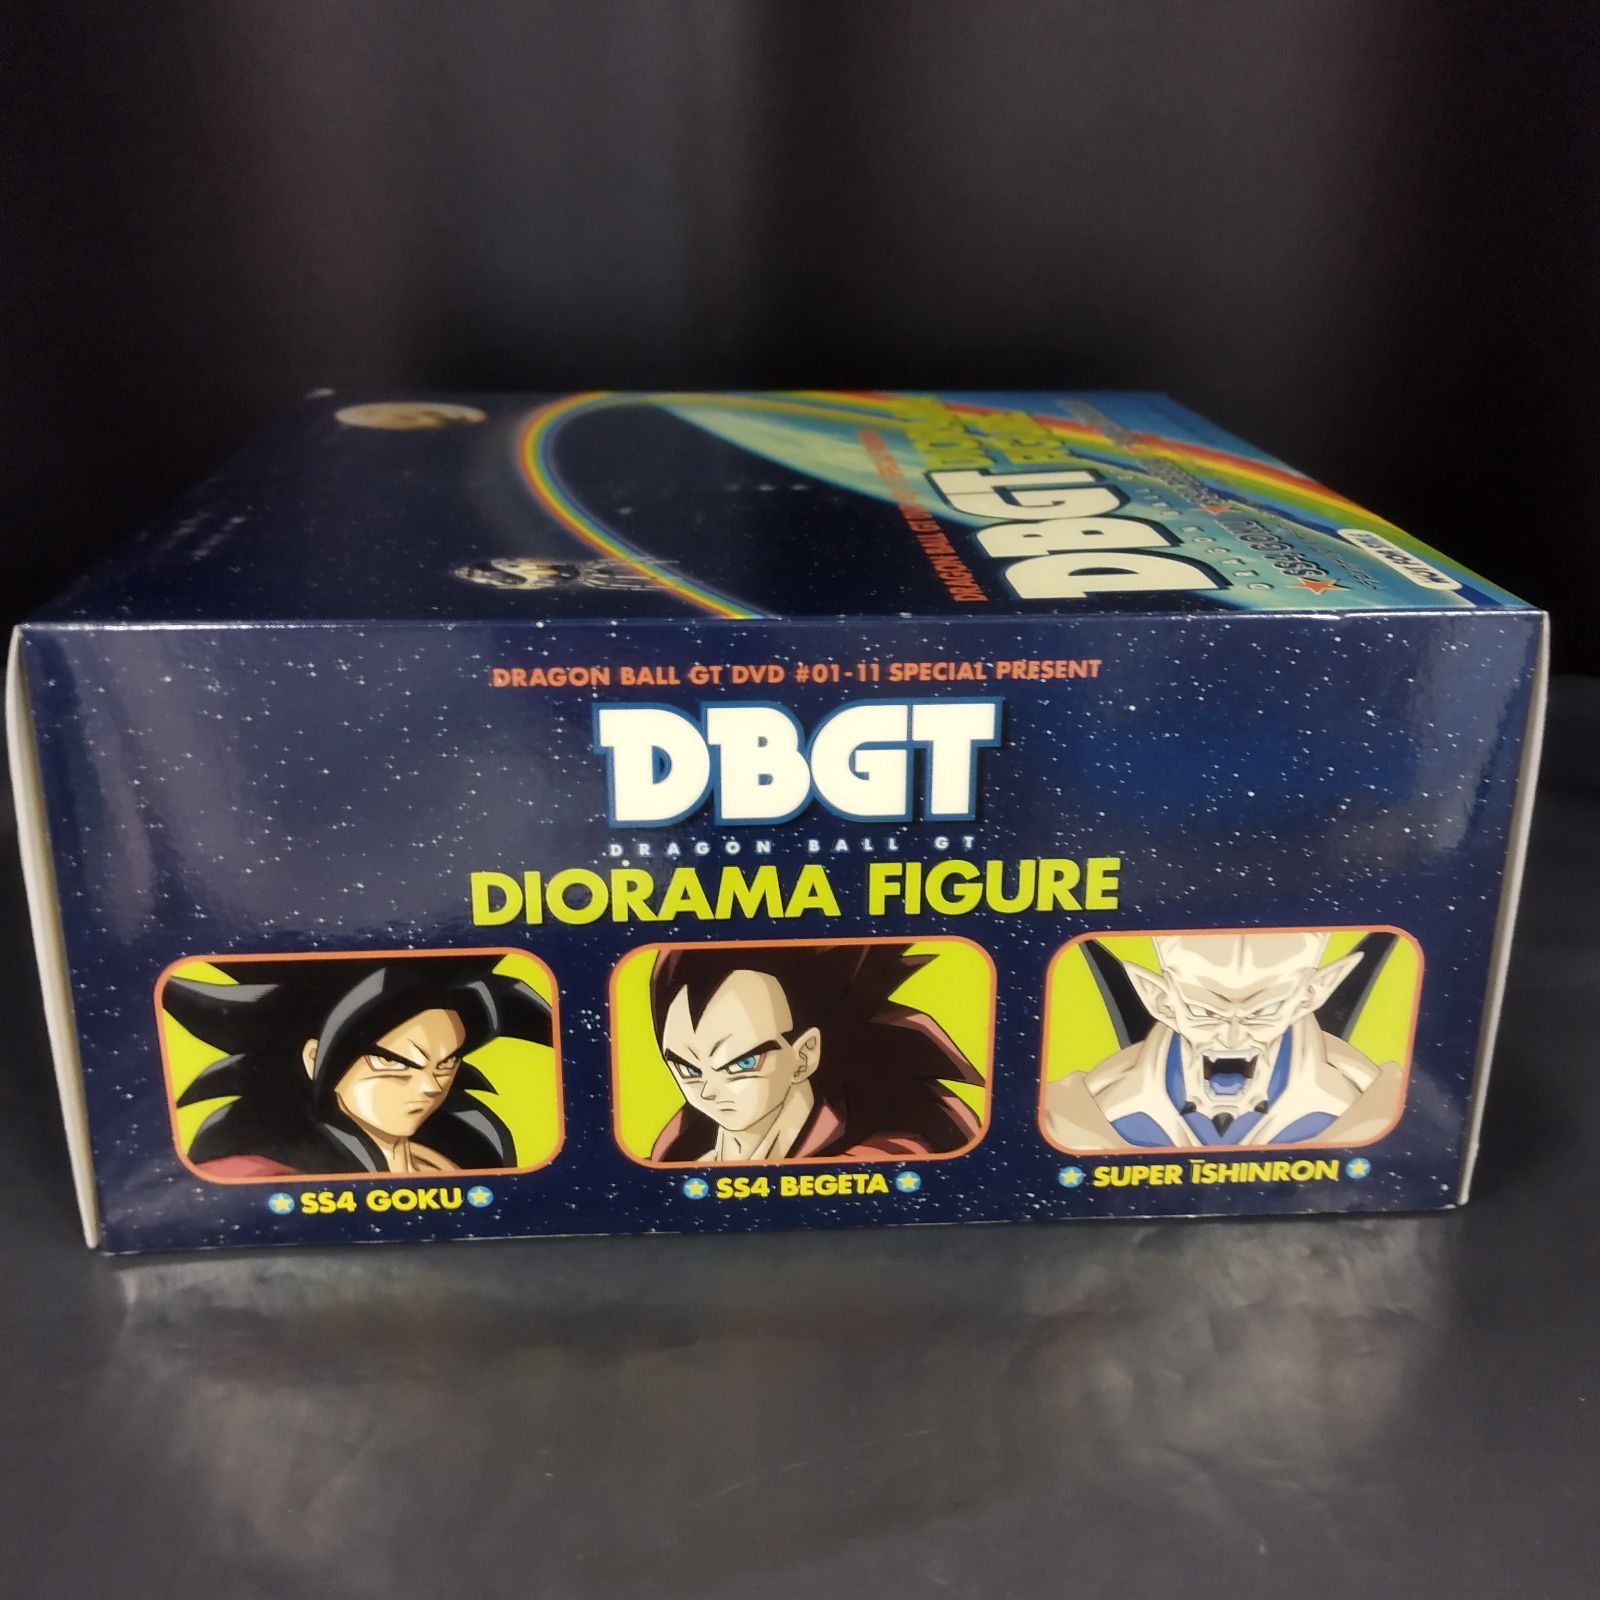 DBGT
DRAGON BALL GT DVD #01-11 SPECIAL PRESENT
DBGT
DRAGON BALL GT
DIORAMA FIGURE
SS4 GOKU
SS4 BEGETA
SUPER ĪSHINRON